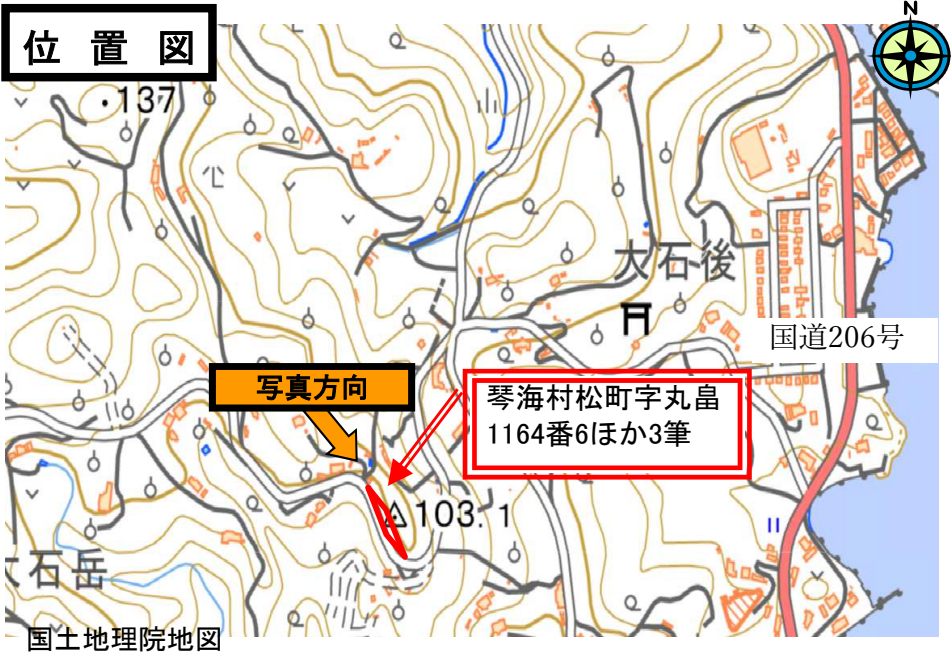 位置図
N
・137
大石後
国道206号
写真方向
琴海村松町字丸畠
1164番6ほか3筆
103.1
石岳
国土地理院地図